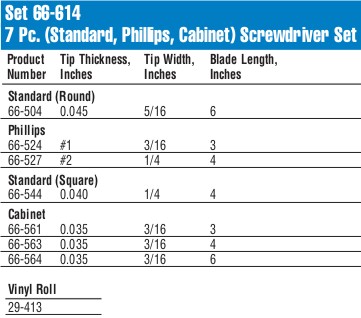 Set 66-614
7 Pc. (Standard, Phillips, Cabinet) Screwdriver Set
Product Tip Thickness, Tip Width, Blade Length,
Number Inches Inches Inches
Standard (Round)
66-504 0.045 5/16 6
Phillips
66-524 #1 3/16 3
66-527 #2 1/4 4
Standard (Square)
66-544 0.040 1/4 4
Cabinet
66-561 0.035 3/16 3
66-563 0.035 3/16 4
66-564 0.035 3/16 6
Vinyl Roll
29-413